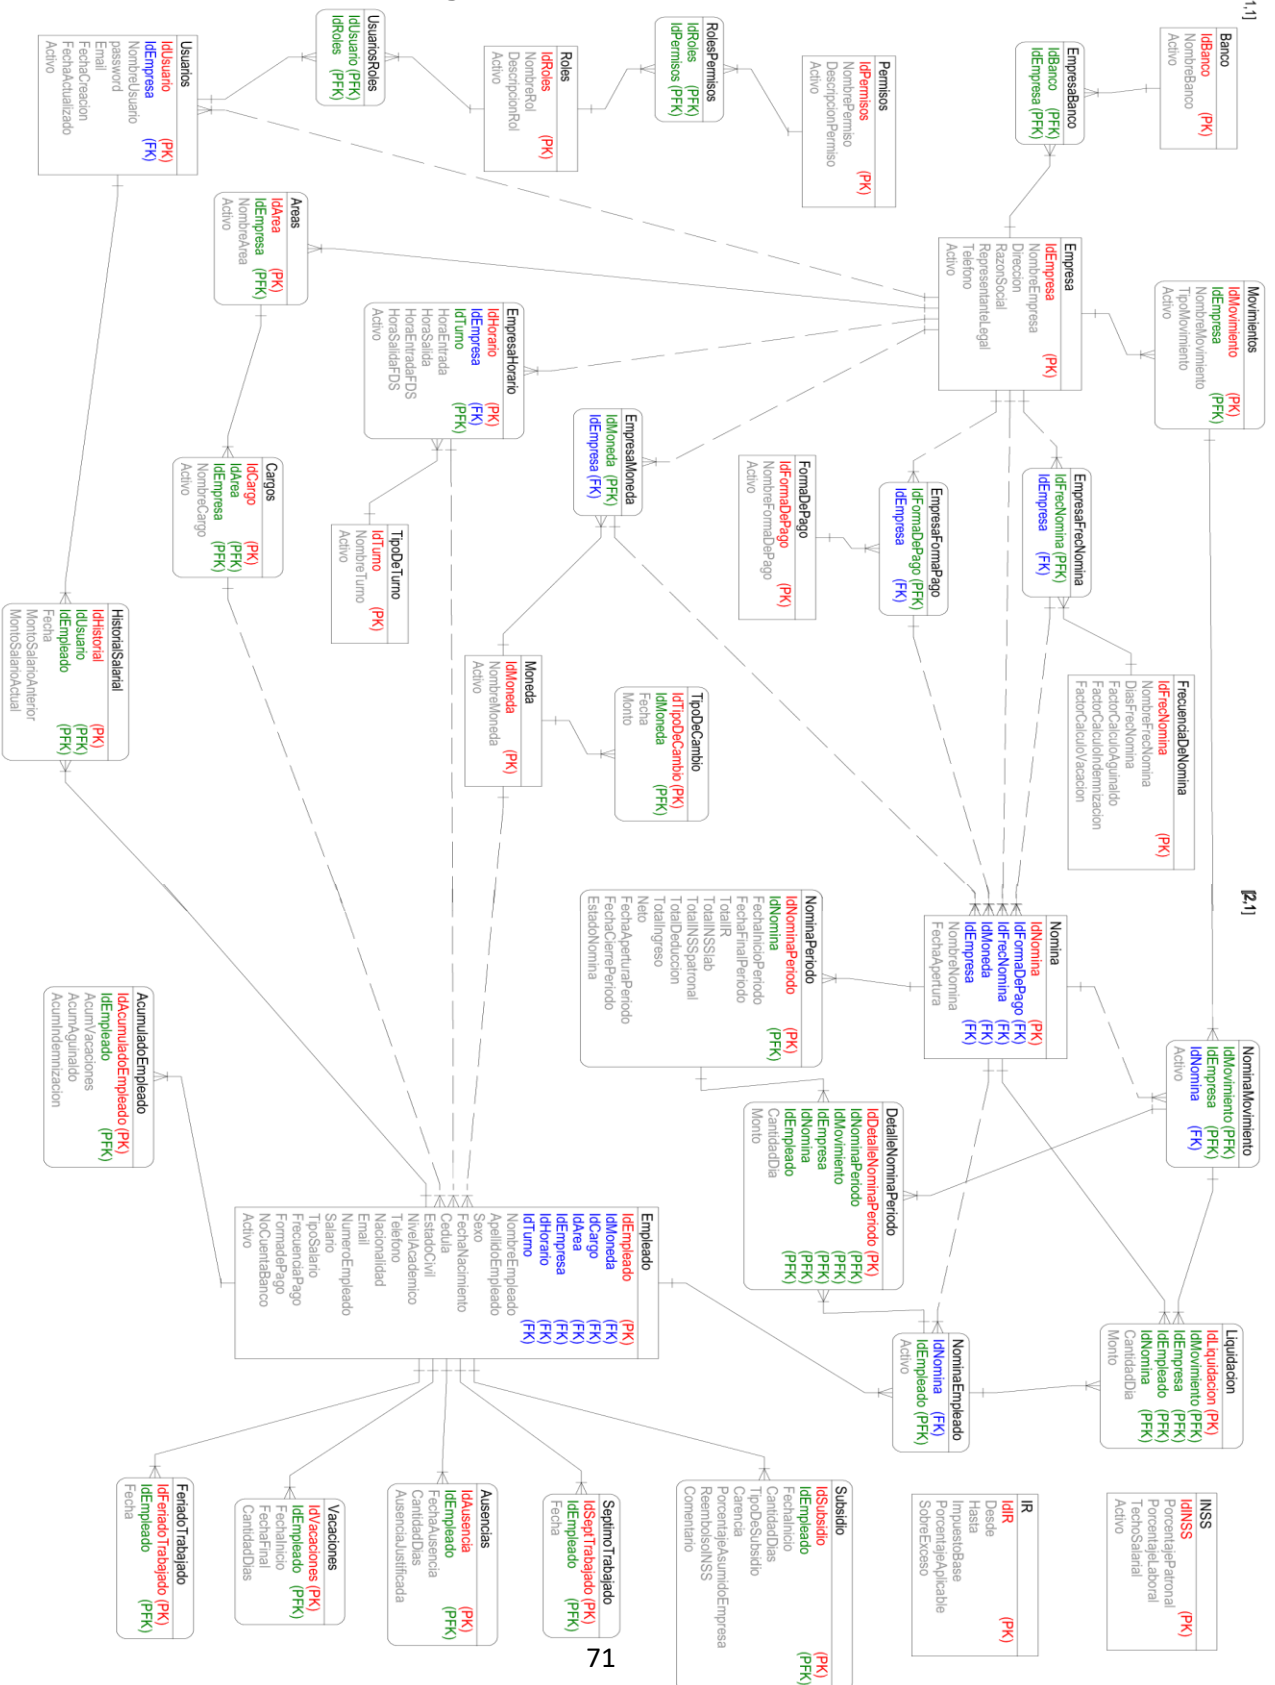 [1,1]
[2,1]
Banco
IdBanco (PK)
NombreBanco
Activo
EmpresaBanco
IdBanco (PFK)
IdEmpresa (PFK)
Permisos
IdPermisos (PK)
NombrePermiso
DescripcionPermiso
Activo
RolesPermisos
IdRoles (PFK)
IdPermisos (PFK)
Roles
IdRoles (PK)
NombreRol
DescripcionRol
Activo
UsuariosRoles
IdUsuario (PFK)
IdRoles (PFK)
Usuarios
IdUsuario (PK)
IdEmpresa (FK)
NombreUsuario
password
Email
FechaCreacion
FechaActualizado
Activo
Movimientos
IdMovimiento (PK)
IdEmpresa (PFK)
NombreMovimiento
TipoMovimiento
Activo
Empresa
IdEmpresa (PK)
NombreEmpresa
Direccion
RazonSocial
RepresentanteLegal
Telefono
Activo
Areas
IdArea (PK)
IdEmpresa (PFK)
NombreArea
Activo
EmpresaHorario
IdHorario (PK)
IdEmpresa (FK)
IdTurno (PFK)
HoraEntrada
HoraSalida
HoraEntradaFDS
HoraSalidaFDS
Activo
EmpresaMoneda
IdMoneda (PFK)
IdEmpresa (FK)
FormaDePago
IdFormaDePago (PK)
NombreFormaDePago
Activo
EmpresaFormaPago
IdFormaDePago (PFK)
IdEmpresa (FK)
EmpresaFrecNomina
IdFrecNomina (PFK)
IdEmpresa (FK)
Cargos
IdCargo (PK)
IdArea (PFK)
IdEmpresa (PFK)
NombreCargo
Activo
TipoDeTurno
IdTurno (PK)
NombreTurno
Activo
HistorialSalarial
IdHistorial (PK)
IdUsuario (PFK)
IdEmpleado (PFK)
Fecha
MontoSalarioAnterior
MontoSalarioActual
Moneda
IdMoneda (PK)
NombreMoneda
Activo
TipoDeCambio
IdTipoDeCambio (PK)
IdMoneda (PFK)
Fecha
Monto
FrecuenciaDeNomina
IdFrecNomina (PK)
NombreFrecNomina
DiasFrecNomina
FactorCalculoAguinaldo
FactorCalculoIndemnizacion
FactorCalculoVacacion
Nomina
IdNomina (PK)
IdFormaDePago (FK)
IdFrecNomina (FK)
IdMoneda (FK)
IdEmpresa (FK)
NombreNomina
FechaApertura
NominaPeriodo
IdNominaPeriodo (PK)
IdNomina (PFK)
FechaInicioPeriodo
FechaFinalPeriodo
TotalIR
TotalINSSlab
TotalINSSpatronal
TotalDeduccion
TotalIngreso
Neto
FechaAperturaPeriodo
FechaCierrePeriodo
EstadoNomina
NominaMovimiento
IdMovimiento (PFK)
IdEmpresa (PFK)
IdNomina (FK)
Activo
DetalleNominaPeriodo
IdDetalleNominaPeriodo (PK)
IdNominaPeriodo (PFK)
IdMovimiento (PFK)
IdEmpresa (PFK)
IdNomina (PFK)
IdEmpleado (PFK)
CantidadDia
Monto
AcumuladoEmpleado
IdAcumuladoEmpleado (PK)
IdEmpleado (PFK)
AcumVacaciones
AcumAguinaldo
AcumIndemnizacion
Empleado
IdEmpleado (PK)
IdMoneda (FK)
IdCargo (FK)
IdArea (FK)
IdEmpresa (FK)
IdHorario (FK)
IdTurno (FK)
NombreEmpleado
ApellidoEmpleado
Sexo
FechaNacimiento
Cedula
EstadoCivil
NivelAcademico
Telefono
Nacionalidad
Email
NumeroEmpleado
Salario
TipoSalario
FrecuenciaPago
FormadePago
NoCuentaBanco
Activo
NominaEmpleado
IdNomina (FK)
IdEmpleado (PFK)
Activo
Liquidacion
IdLiquidacion (PK)
IdMovimiento (PFK)
IdEmpresa (PFK)
IdEmpleado (PFK)
IdNomina (PFK)
CantidadDia
Monto
FeriadoTrabajado
IdFeriadoTrabajado (PK)
IdEmpleado (PFK)
Fecha
Vacaciones
IdVacaciones (PK)
IdEmpleado (PFK)
FechaInicio
FechaFinal
CantidadDias
Ausencias
IdAusencia (PK)
IdEmpleado (PFK)
FechaAusencia
CantidadDias
AusenciaJustificada
SeptimoTrabajado
IdSeptTrabajado (PK)
IdEmpleado (PFK)
Fecha
Subsidio
IdSubsidio (PK)
IdEmpleado (PFK)
FechaInicio
CantidadDias
TipoDeSubsidio
Carencia
PorcentajeAsumidoEmpresa
ReembolsoINSS
Comentario
IR
IdIR (PK)
Desde
Hasta
ImpuestoBase
PorcentajeAplicable
SobreExceso
INSS
IdINSS (PK)
PorcentajePatronal
PorcentajeLaboral
TechoSalarial
Activo
71